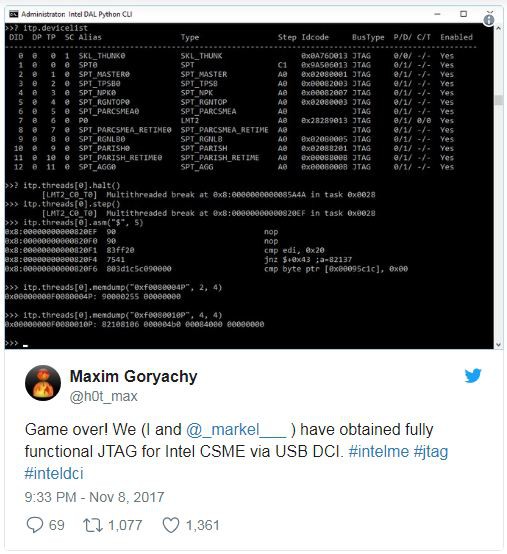 Administrator: Intel DAL Python CLI
>>? itp.devicelist
DID DP TP SC Alias Type Step Idcode BusType P/D/ C/T Enabled
0 0 0 1 SKL_THUNK0 SKL_THUNK 0x0A76D013 JTAG 0/0/ -/- Yes
1 0 0 0 SPT0 SPT C1 0x9A506013 JTAG 0/1/ -/- Yes
2 0 1 0 SPT_MASTER0 SPT_MASTER A0 0x02080001 JTAG 0/1/ -/- Yes
3 0 2 0 SPT_TPSB0 SPT_TPSB A0 0x00082003 JTAG 0/1/ -/- Yes
4 0 3 0 SPT_NPK0 SPT_NPK A0 0x00082007 JTAG 0/1/ -/- Yes
5 0 4 0 SPT_RGNTOP0 SPT_RGNTOP A0 0x02080003 JTAG 0/1/ -/- Yes
6 0 5 0 SPT_PARCSMEA0 SPT_PARCSMEA A0 JTAG 0/1/ -/- Yes
7 0 6 0 P0 LMT2 A0 0x28289013 JTAG 0/1/ 0/0 Yes
8 0 7 0 SPT_PARCSMEA_RETIME0 SPT_PARCSMEA_RETIME A0 JTAG 0/1/ -/- Yes
9 0 8 0 SPT_RGNLB0 SPT_RGNLB A0 0x02080005 JTAG 0/1/ -/- Yes
10 0 9 0 SPT_PARISH0 SPT_PARISH A0 0x02088201 JTAG 0/1/ -/- Yes
11 0 10 0 SPT_PARISH_RETIME0 SPT_PARISH_RETIME A0 JTAG 0/1/ -/- Yes
12 0 11 0 SPT_AGG0 SPT_AGG A0 JTAG 0/1/ -/- Yes
>>? itp.threads[0].halt()
[LMT2_C0_T0] Multithreaded break at 0x8:0000000000085A4A in task 0x0028
>>> itp.threads[0].step()
[LMT2_C0_T0] Multithreaded break at 0x8:00000000000820EF in task 0x0028
>>> itp.threads[0].asm("$", 5)
0x8:00000000000820EF 90 nop
0x8:00000000000820F0 90 nop
0x8:00000000000820F1 83ff20 cmp edi, 0x20
0x8:00000000000820F4 7541 jnz $+0x43 ;a=82137
0x8:00000000000820F6 803d1c5c090000 cmp byte ptr [0x00095c1c], 0x00
>>> itp.threads[0].memdump("0xf0080004P", 2, 4)
0x00000000F0080004P: 90000255 00000000
>>> itp.threads[0].memdump("0xf0080010P", 4, 4)
0x00000000F0080010P: 82108106 000004b0 00084000 00000000
>>>
Maxim Goryachy
@h0t_max
Game over! We (I and @_markel___ ) have obtained fully
functional JTAG for Intel CSME via USB DCI. #intelme #jtag
#inteldci
9:33 PM - Nov 8, 2017
69 1,077 1,361